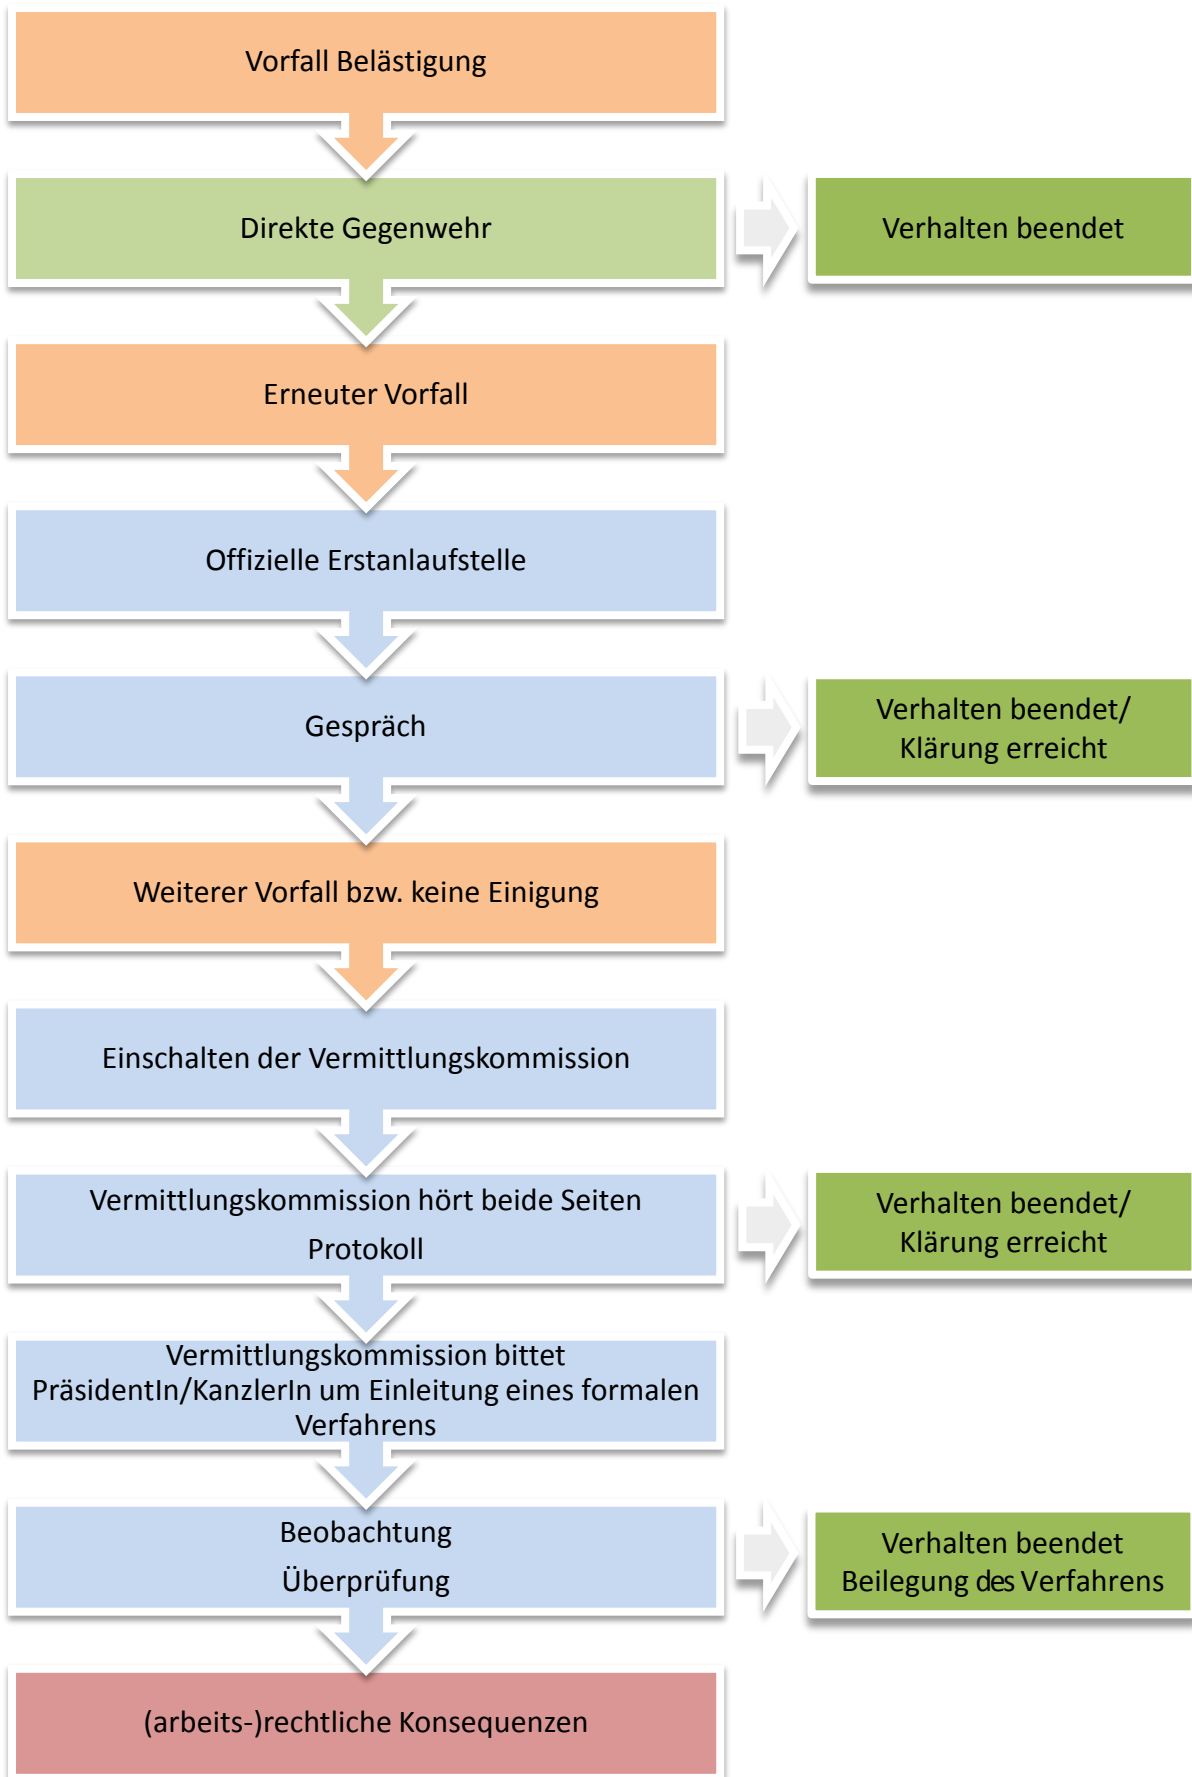 Vorfall Belästigung
Direkte Gegenwehr
Verhalten beendet
Erneuter Vorfall
Offizielle Erstanlaufstelle
Gespräch
Verhalten beendet/
Klärung erreicht
Weiterer Vorfall bzw. keine Einigung
Einschalten der Vermittlungskommission
Vermittlungskommission hört beide Seiten
Protokoll
Verhalten beendet/
Klärung erreicht
Vermittlungskommission bittet
PräsidentIn/KanzlerIn um Einleitung eines formalen
Verfahrens
Beobachtung
Überprüfung
Verhalten beendet
Beilegung des Verfahrens
(arbeits-)rechtliche Konsequenzen